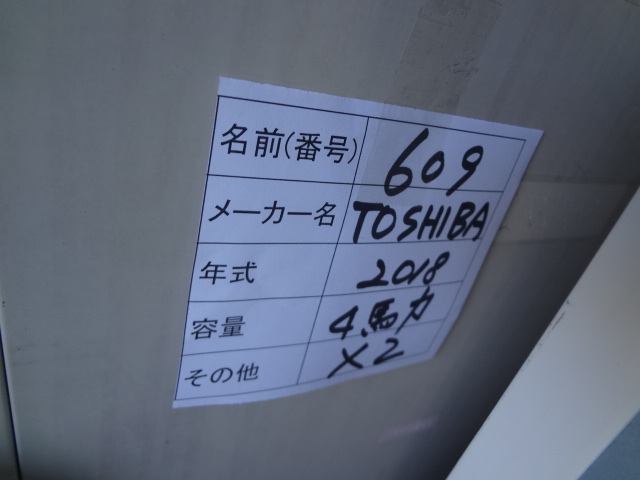 名前(番号) 609
メーカー名 TOSHIBA
年式 2018
容量 4馬力
その他 ×2